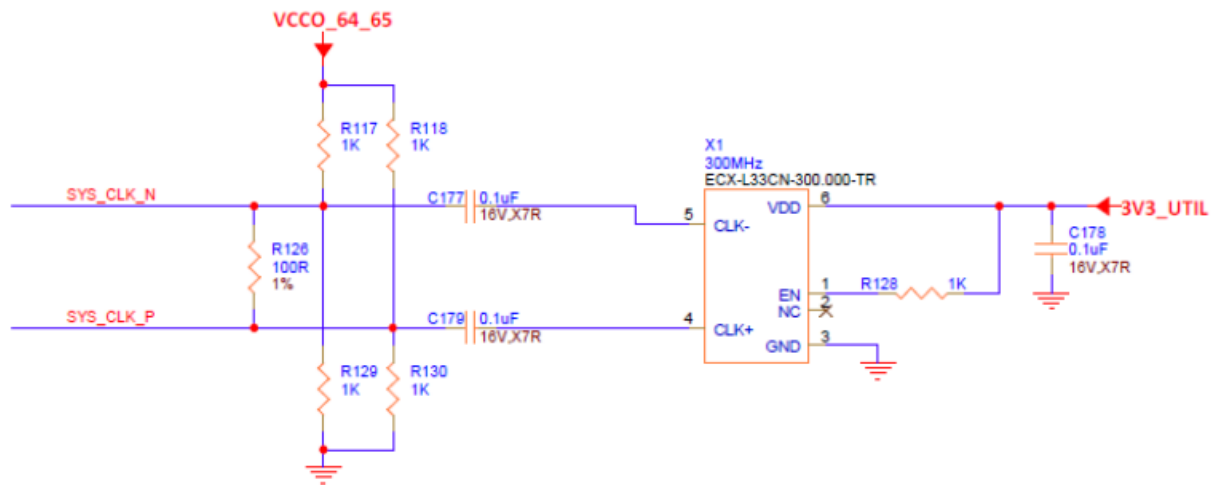 VCCO_64_65
R117
1K
R118
1K
X1
300MHz
ECX-L33CN-300.000-TR
SYS_CLK_N
C177
0.1uF
16V,X7R
5
CLK-
VDD
6
3V3_UTIL
R126
100R
1%
C178
0.1uF
16V,X7R
EN
1
R128
1K
NC
2
SYS_CLK_P
C179
0.1uF
16V,X7R
4
CLK+
GND
3
R129
1K
R130
1K